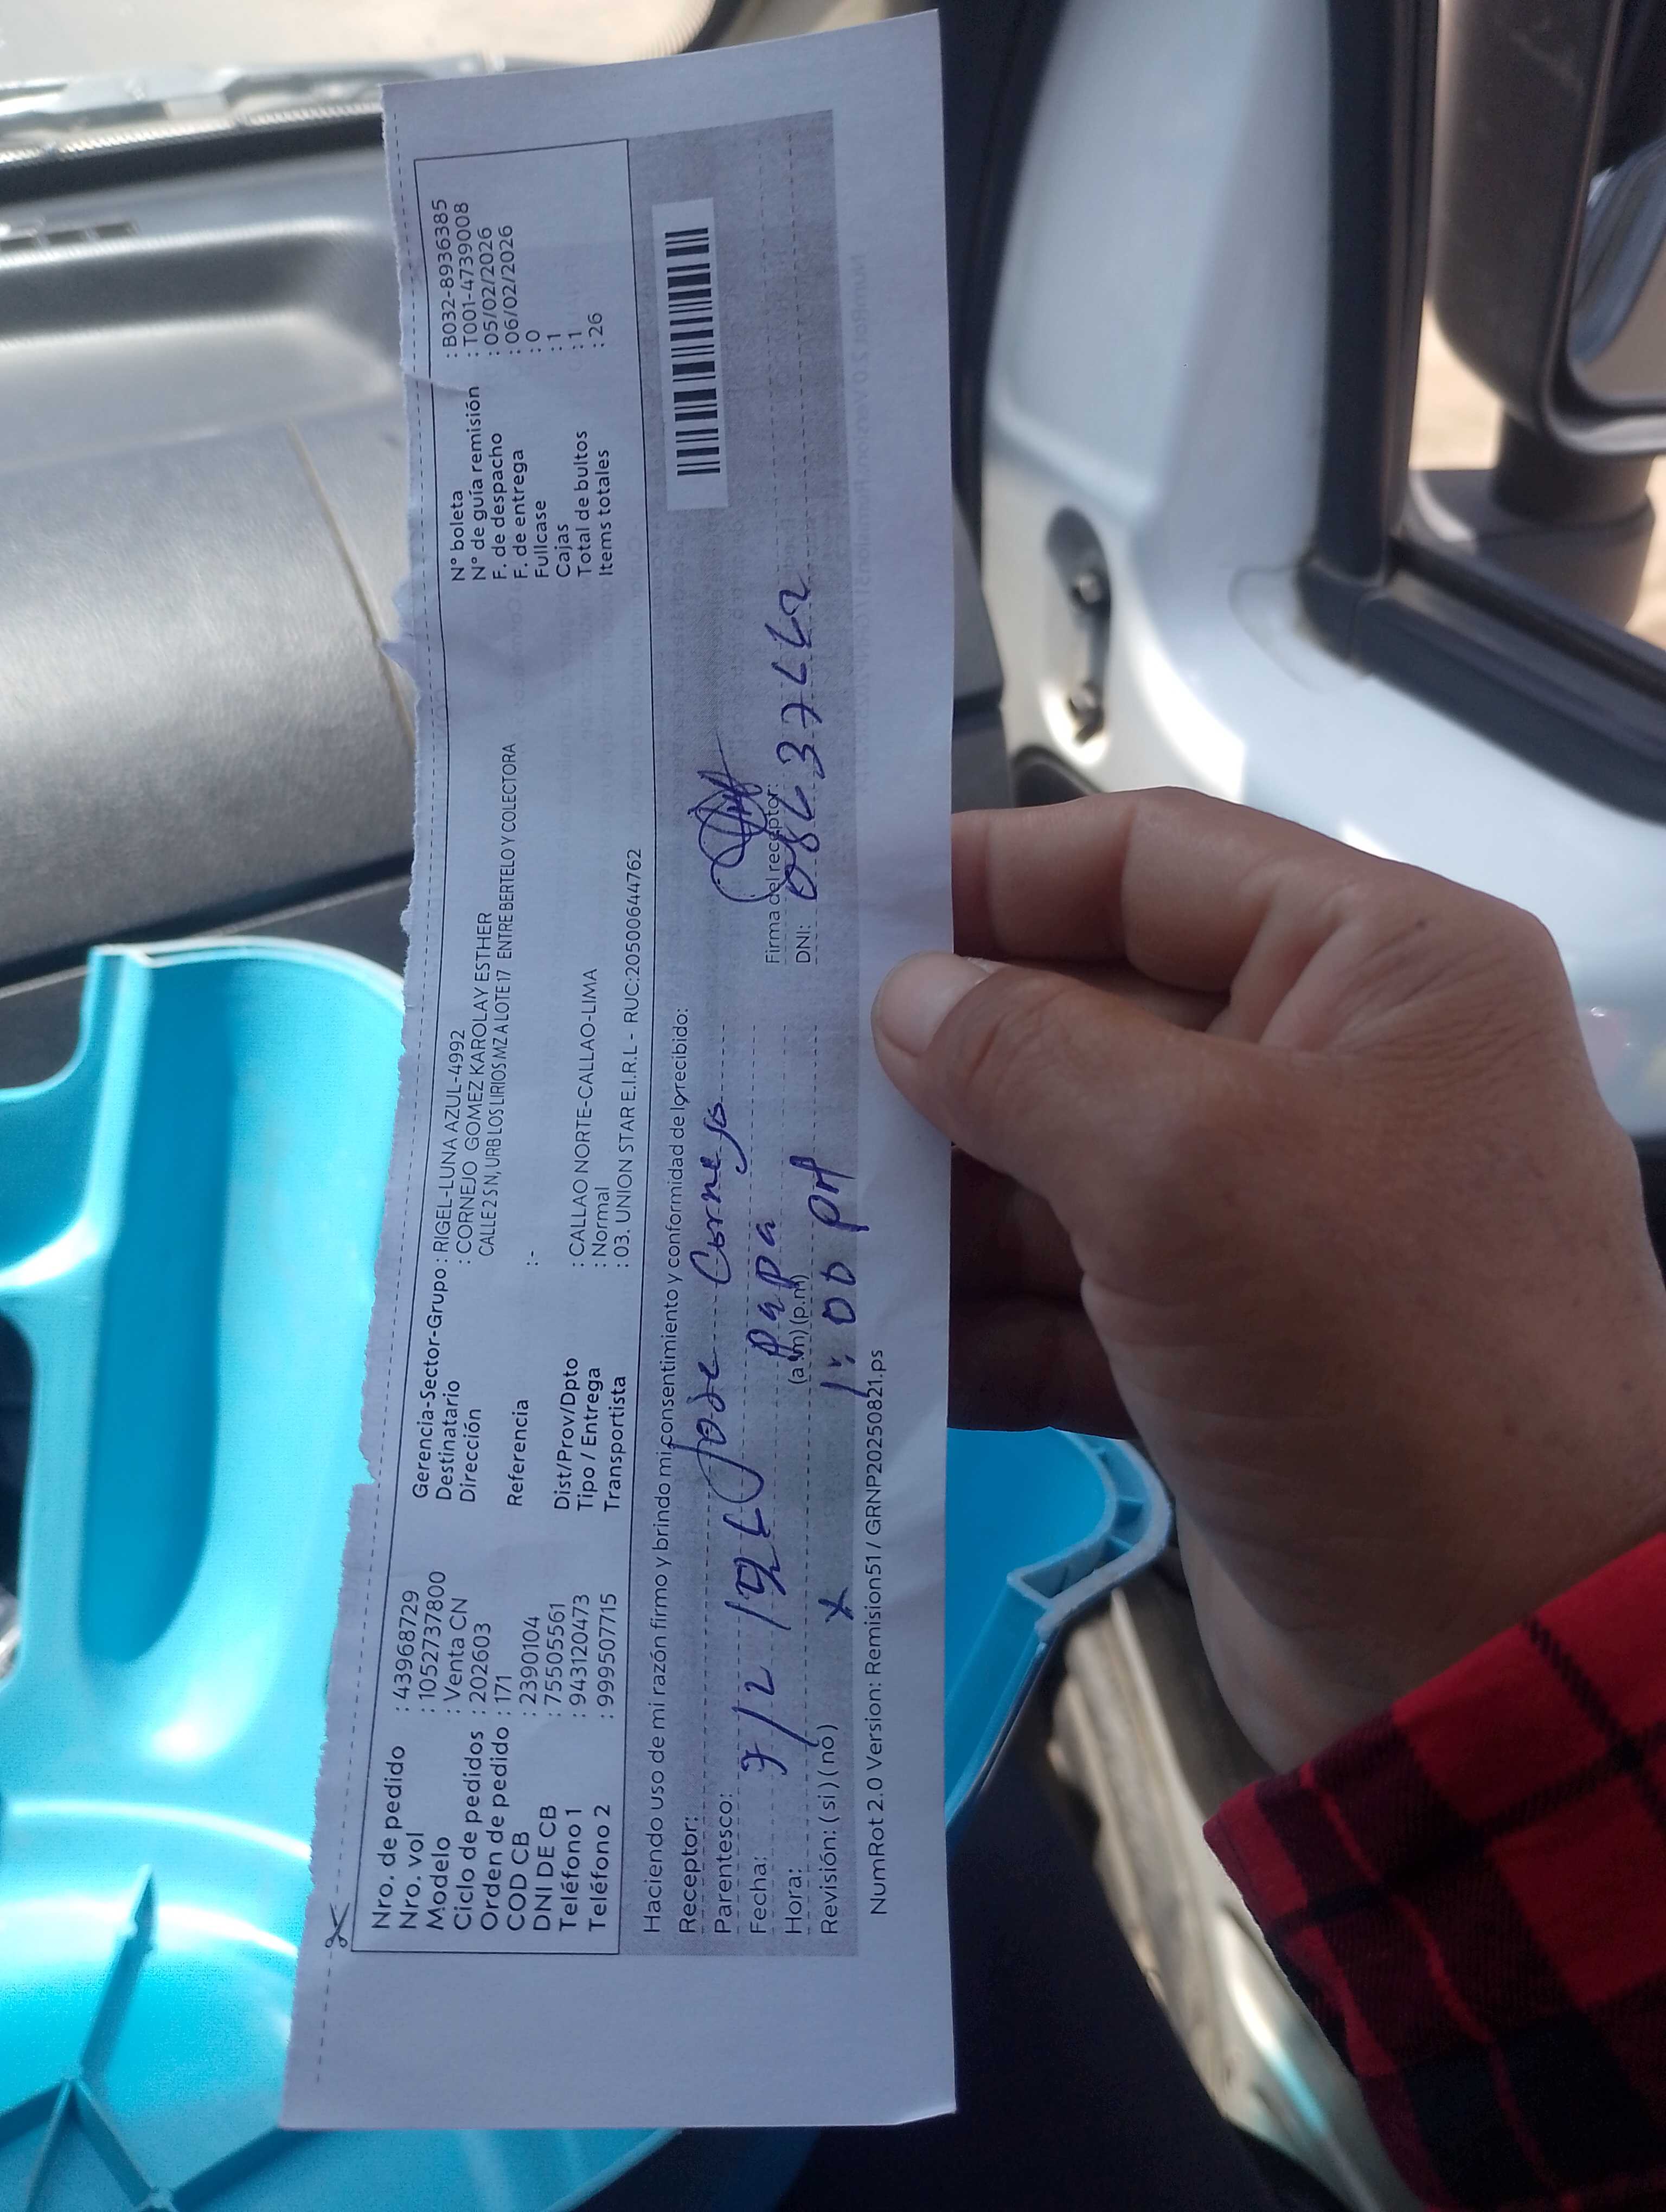 Nro. de pedido : 43968729
Nro. vol : 1052737800
Modelo : Venta CN
Ciclo de pedidos : 202603
Orden de pedido : 171
COD CB : 2390104
DNI DE CB : 75505561
Teléfono 1 : 943120473
Teléfono 2 : 999507715
Gerencia-Sector-Grupo : RIGEL-LUNA AZUL-4992
Destinatario : CORNEJO GOMEZ KAROLAY ESTHER
Dirección CALLE 2 S N, URB LOS LIRIOS MZ A LOTE 17 ENTRE BERTELO Y COLECTORA
Referencia :-
Dist/Prov/Dpto : CALLAO NORTE-CALLAO-LIMA
Tipo / Entrega : Normal
Transportista : 03. UNION STAR E.I.R.L - RUC:20500644762
N° boleta : B032-8936385
N° de guía remisión : T001-4739008
F. de despacho : 05/02/2026
F. de entrega : 06/02/2026
Fullcase : 0
Cajas : 1
Total de bultos : 1
Items totales : 26
Haciendo uso de mi razón firmo y brindo mi consentimiento y conformidad de lo recibido:
Receptor: Jose Cornejo
Parentesco: papa
Fecha: 7/2/
Hora: (a.m) (p.m) 1:00 PM
Revisión: ( si ) ( no ) x
Firma del receptor:
DNI:
NumRot 2.0 Version: Remision51 / GRNP20250821.ps